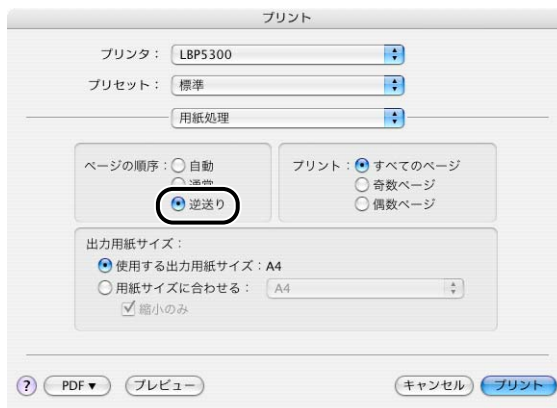 プリント
プリンタ： LBP5300
プリセット： 標準
用紙処理
ページの順序： 自動
通常
逆送り
プリント： すべてのページ
奇数ページ
偶数ページ
出力用紙サイズ：
使用する出力用紙サイズ：A4
用紙サイズに合わせる： A4
縮小のみ
? PDF▼ プレビュー キャンセル プリント